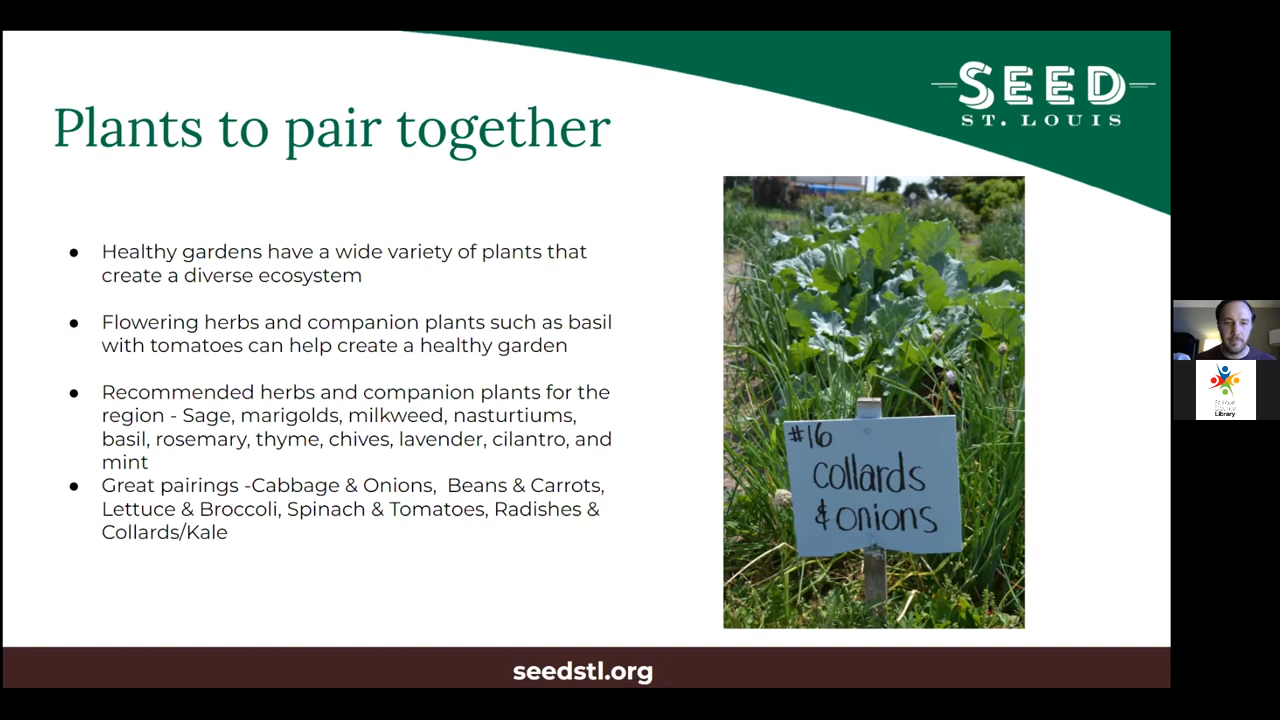 SEED
ST. LOUIS
Plants to pair together
● Healthy gardens have a wide variety of plants that
create a diverse ecosystem
● Flowering herbs and companion plants such as basil
with tomatoes can help create a healthy garden
● Recommended herbs and companion plants for the
region - Sage, marigolds, milkweed, nasturtiums,
basil, rosemary, thyme, chives, lavender, cilantro, and
mint
● Great pairings -Cabbage & Onions, Beans & Carrots,
Lettuce & Broccoli, Spinach & Tomatoes, Radishes &
Collards/Kale
#16
collards
& onions
seedstl.org
Library